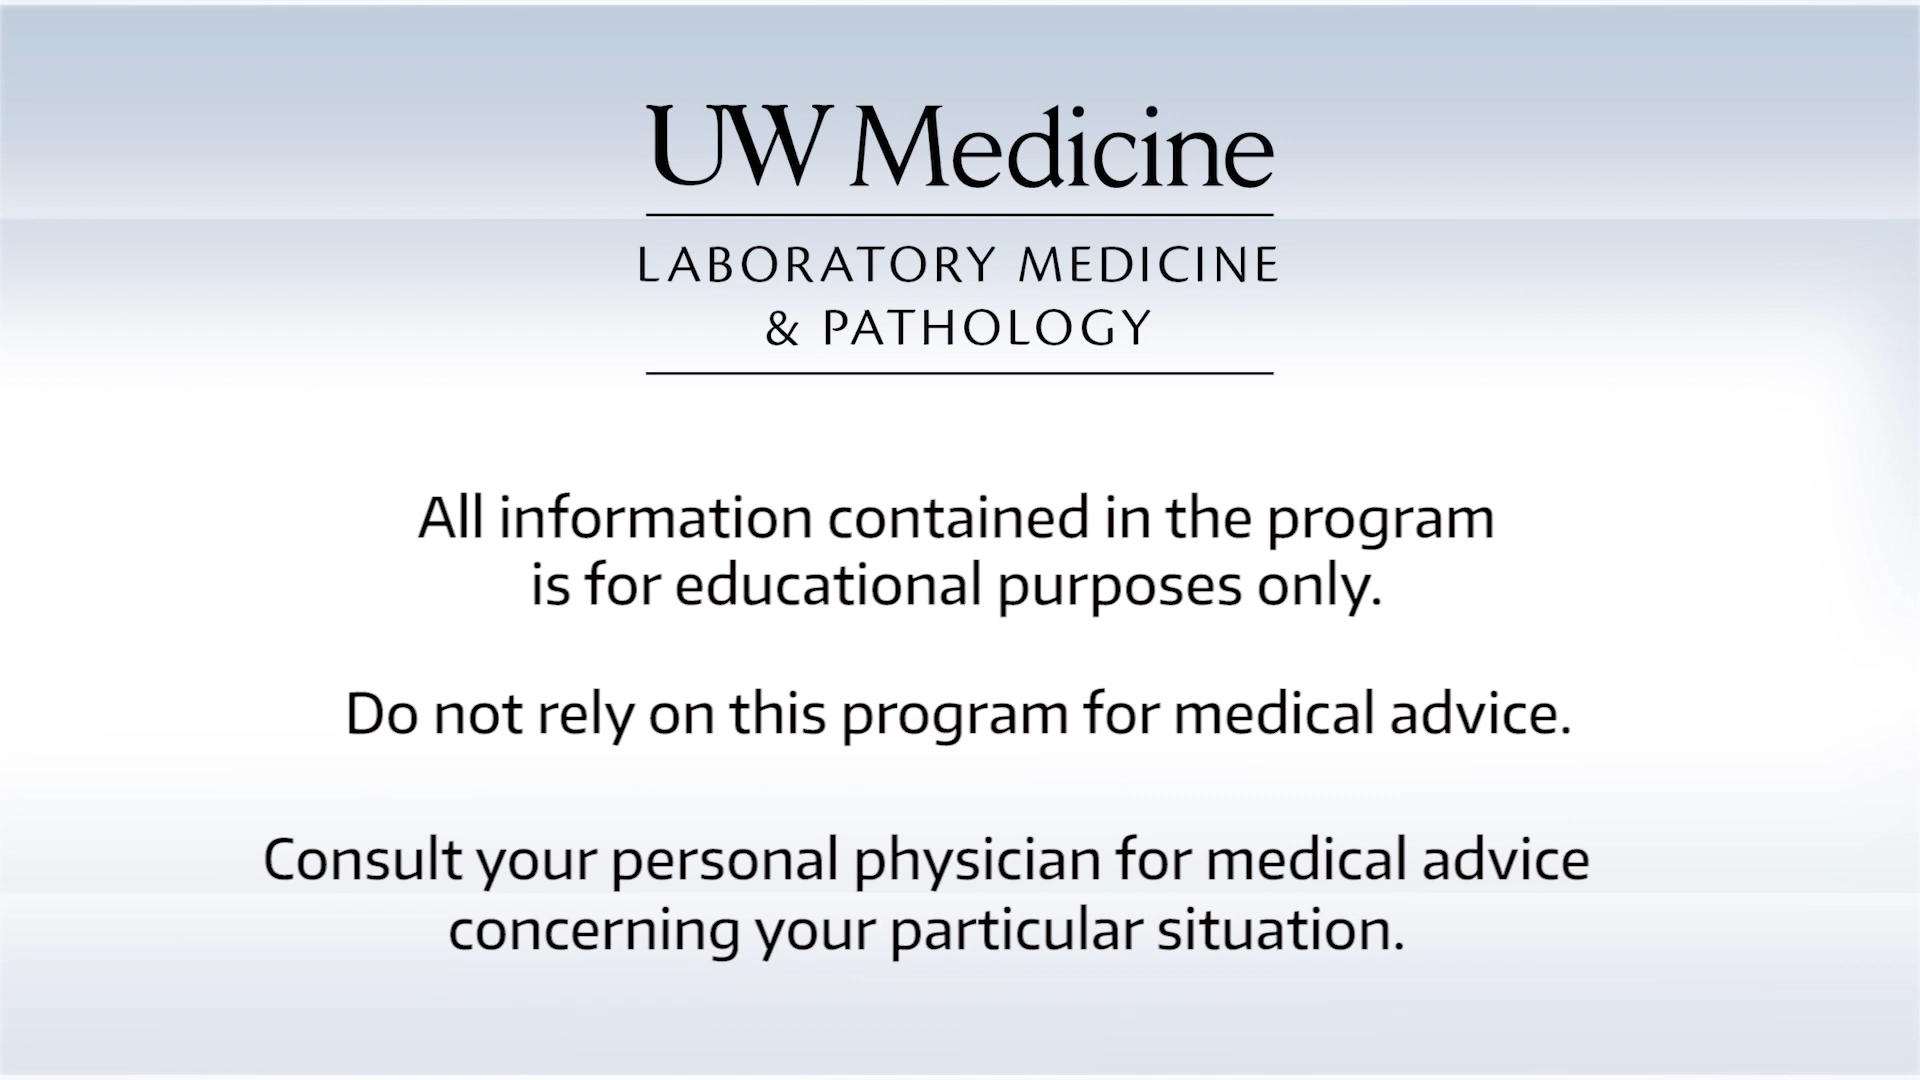 UW Medicine
LABORATORY MEDICINE
& PATHOLOGY
All information contained in the program
is for educational purposes only.
Do not rely on this program for medical advice.
Consult your personal physician for medical advice
concerning your particular situation.